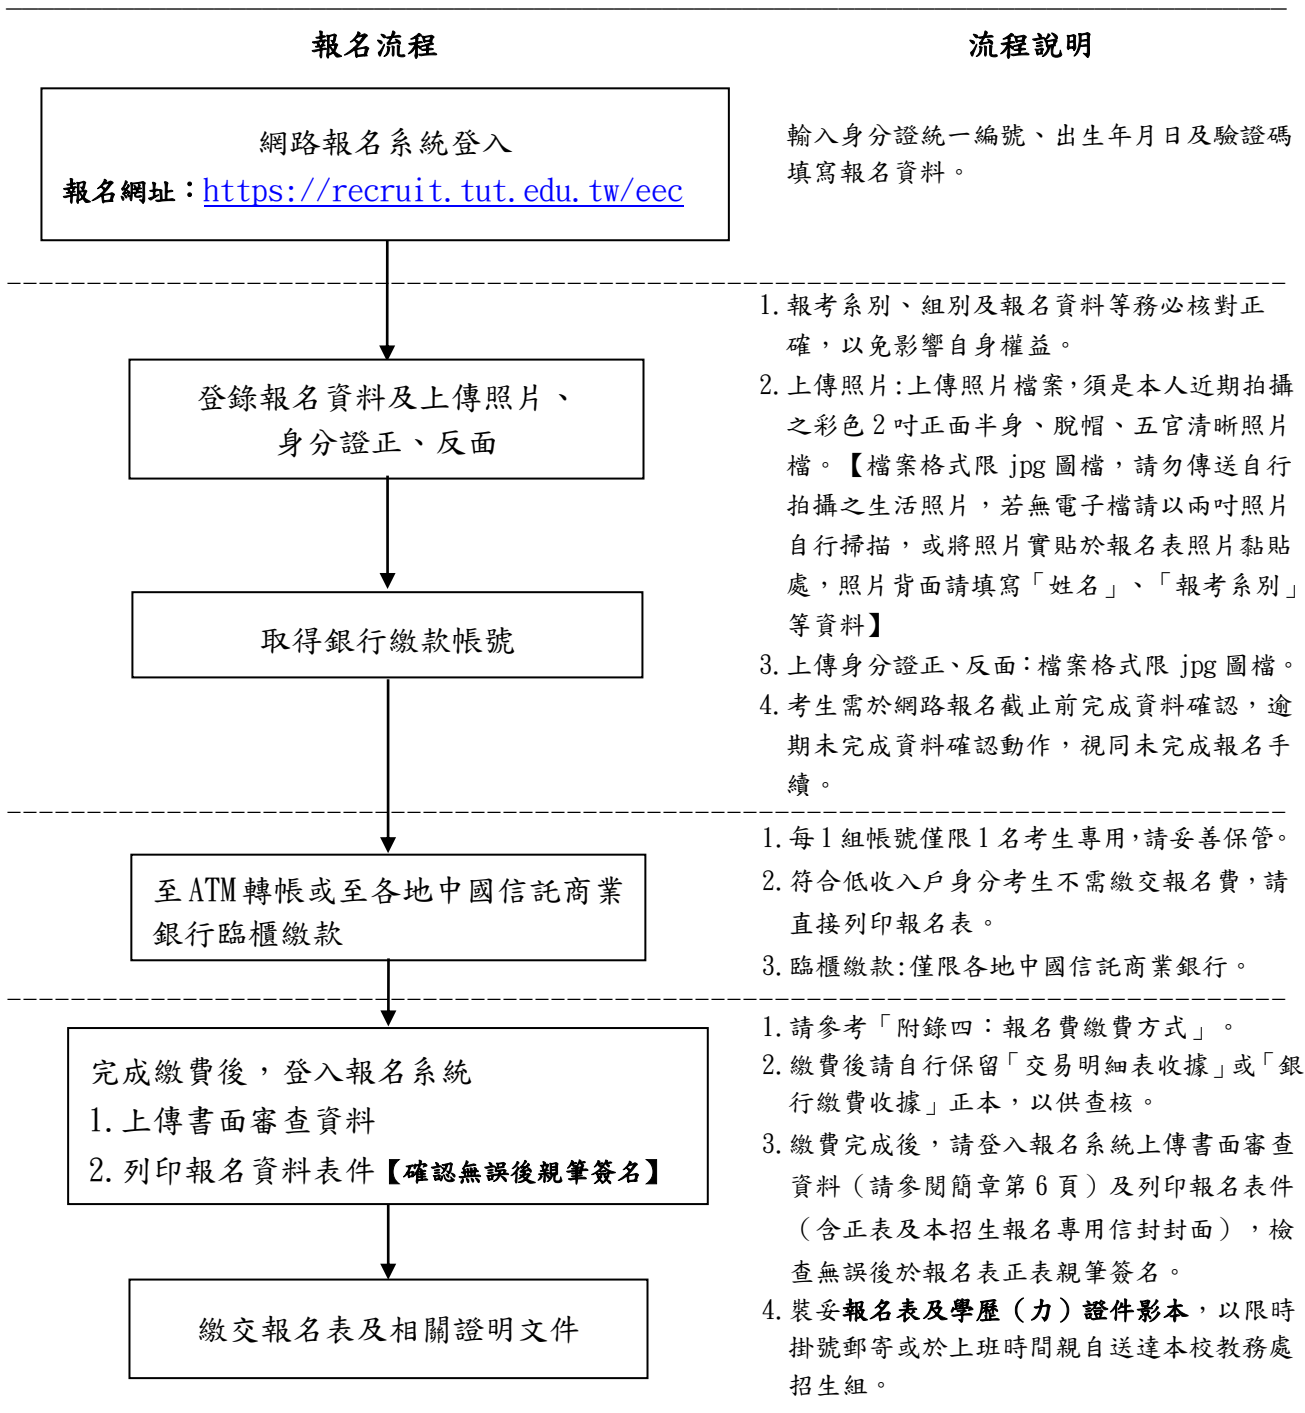 報名流程
流程說明
網路報名系統登入
報名網址：https://recruit.tut.edu.tw/eec
輸入身分證統一編號、出生年月日及驗證碼
填寫報名資料。
登錄報名資料及上傳照片、
身分證正、反面
取得銀行繳款帳號
1.報考系別、組別及報名資料等務必核對正
確，以免影響自身權益。
2.上傳照片:上傳照片檔案，須是本人近期拍攝
之彩色2吋正面半身、脫帽、五官清晰照片
檔。【檔案格式限 jpg 圖檔，請勿傳送自行
拍攝之生活照片，若無電子檔請以兩吋照片
自行掃描，或將照片實貼於報名表照片黏貼
處，照片背面請填寫「姓名」、「報考系別」
等資料】
3.上傳身分證正、反面：檔案格式限 jpg 圖檔。
4.考生需於網路報名截止前完成資料確認，逾
期未完成資料確認動作，視同未完成報名手
續。
至ATM轉帳或至各地中國信託商業
銀行臨櫃繳款
1.每1組帳號僅限1名考生專用，請妥善保管。
2.符合低收入戶身分考生不需繳交報名費，請
直接列印報名表。
3.臨櫃繳款:僅限各地中國信託商業銀行。
完成繳費後，登入報名系統
1.上傳書面審查資料
2.列印報名資料表件【確認無誤後親筆簽名】
繳交報名表及相關證明文件
1.請參考「附錄四：報名費繳費方式」。
2.繳費後請自行保留「交易明細表收據」或「銀
行繳費收據」正本，以供查核。
3.繳費完成後，請登入報名系統上傳書面審查
資料（請參閱簡章第6頁）及列印報名表件
（含正表及本招生報名專用信封封面），檢
查無誤後於報名表正表親筆簽名。
4.裝妥報名表及學歷（力）證件影本，以限時
掛號郵寄或於上班時間親自送達本校教務處
招生組。